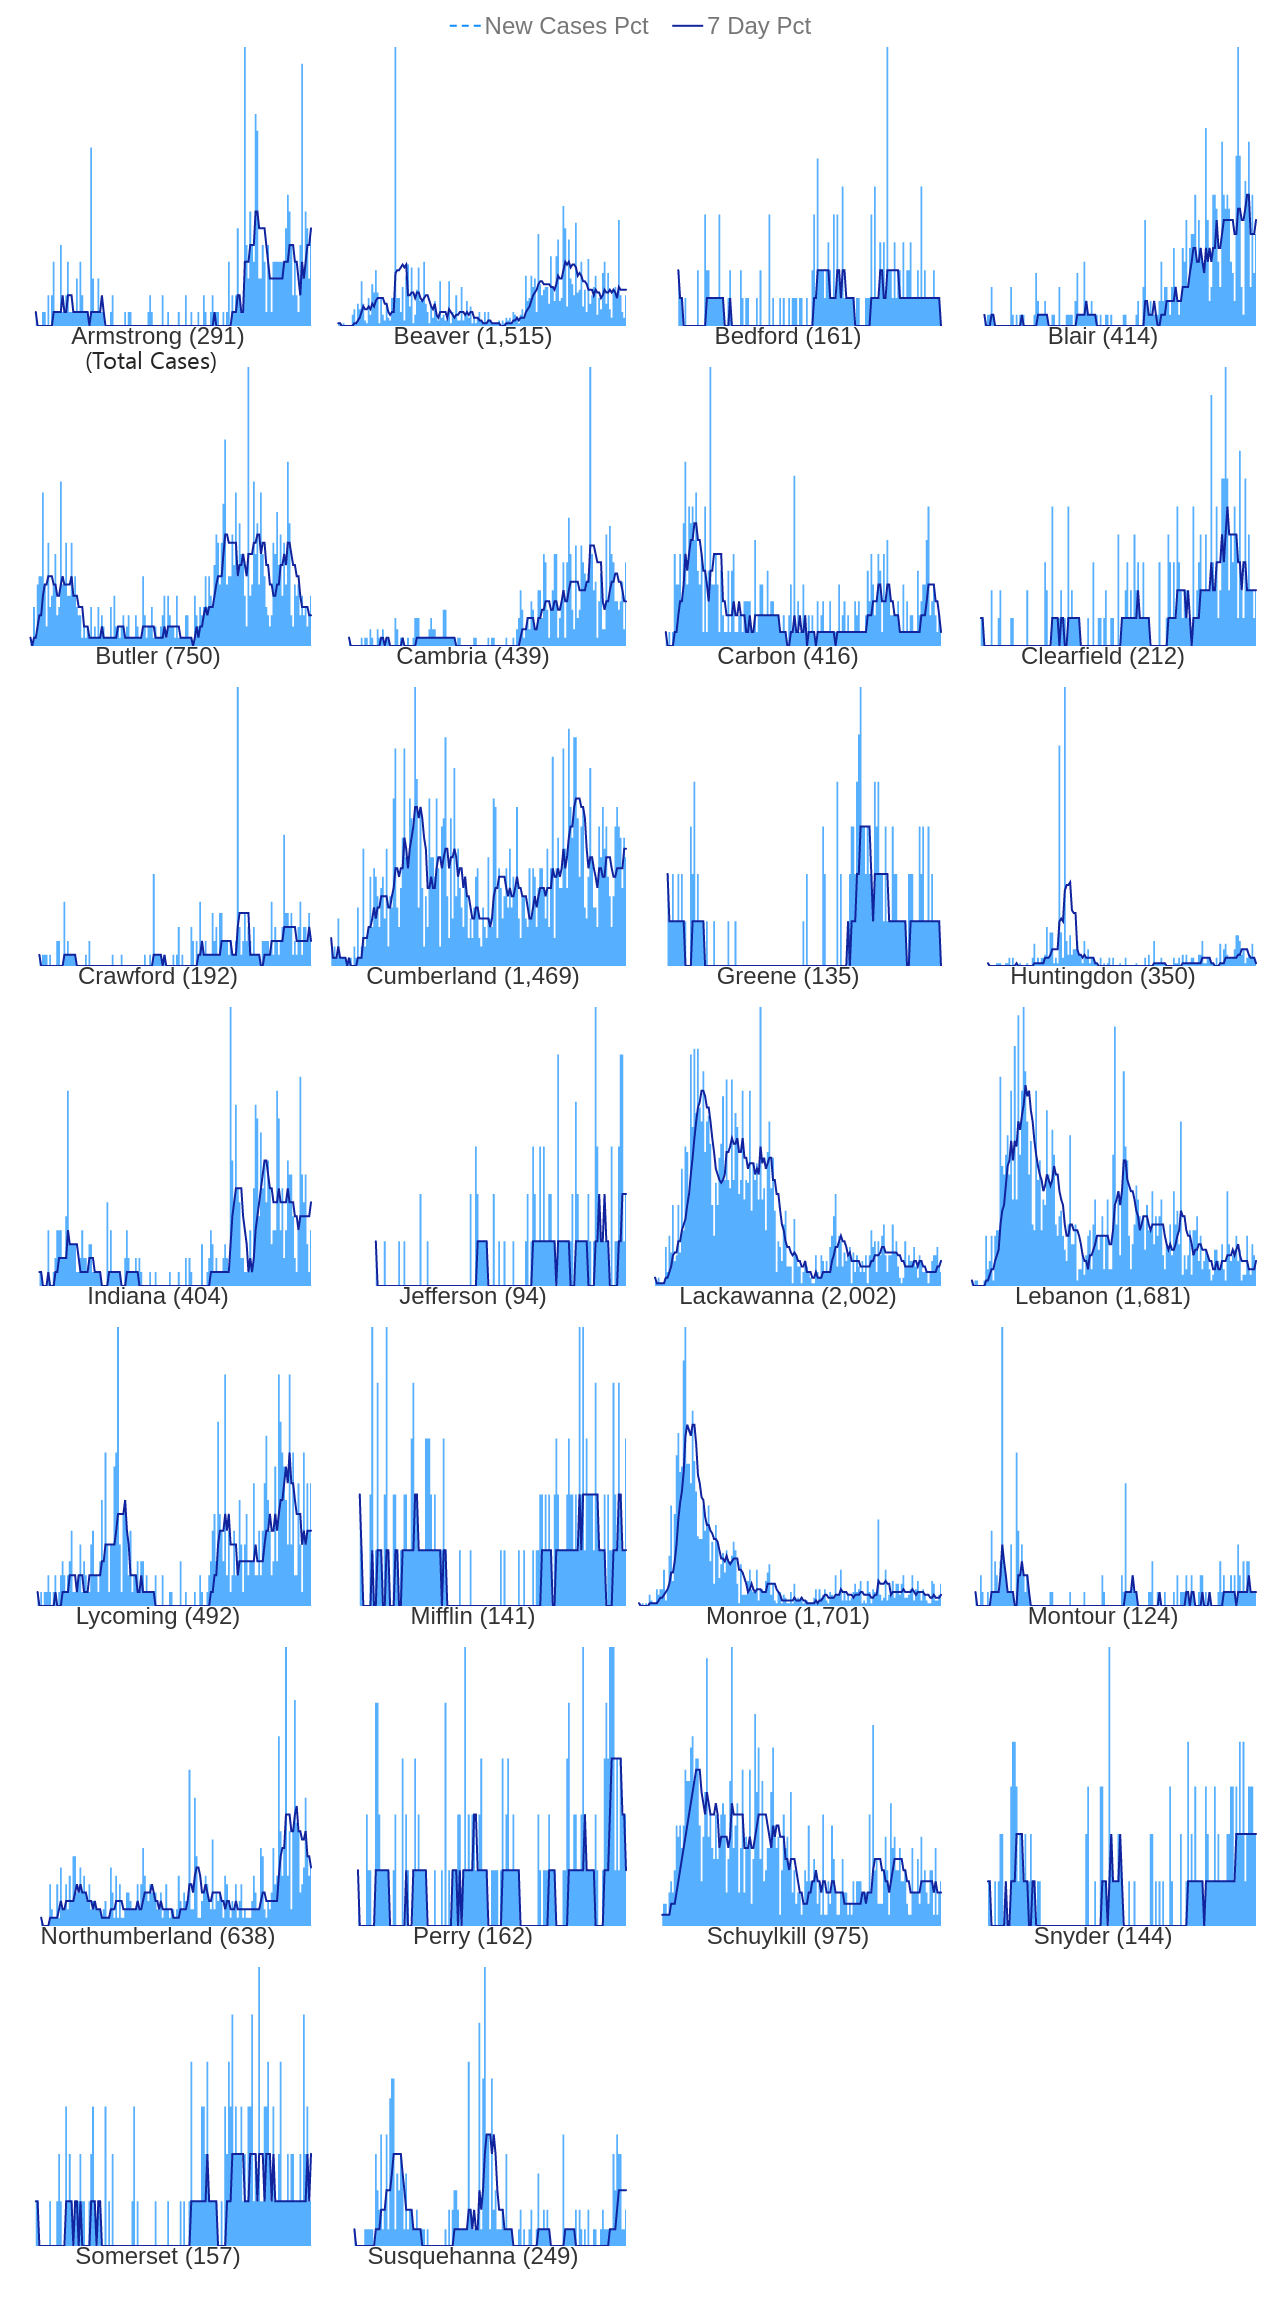 New Cases Pct 7 Day Pct
Armstrong (291) Beaver (1,515) Bedford (161) Blair (414)
(Total Cases)
Butler (750) Cambria (439) Carbon (416) Clearfield (212)
Crawford (192) Cumberland (1,469) Greene (135) Huntingdon (350)
Indiana (404) Jefferson (94) Lackawanna (2,002) Lebanon (1,681)
Lycoming (492) Mifflin (141) Monroe (1,701) Montour (124)
Northumberland (638) Perry (162) Schuylkill (975) Snyder (144)
Somerset (157) Susquehanna (249)